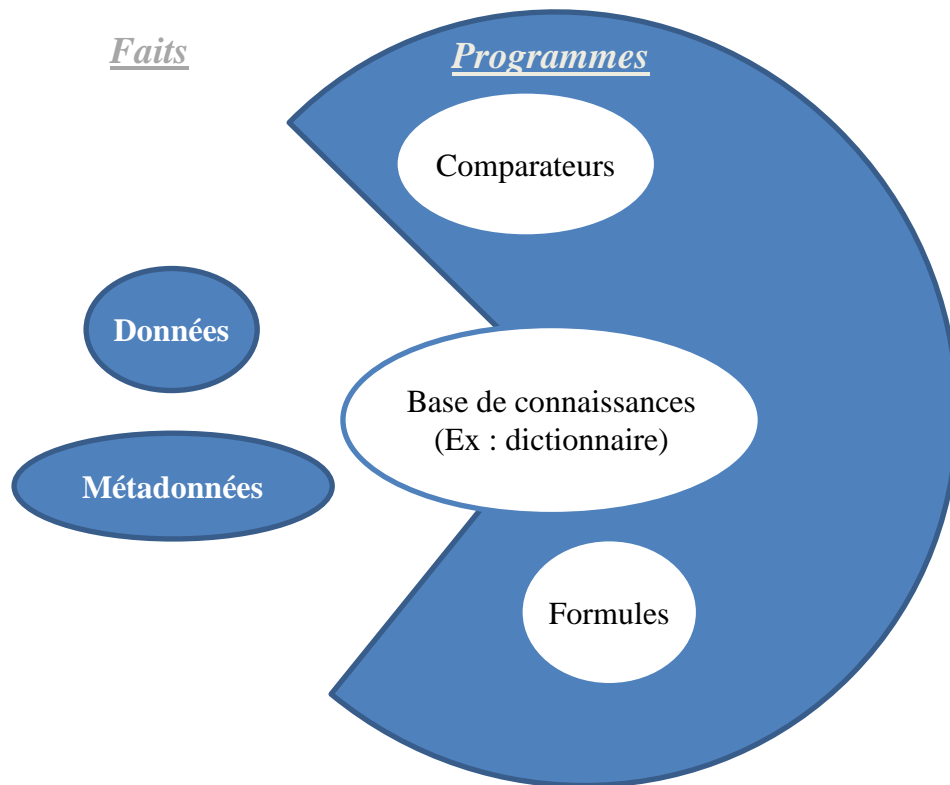 Faits
Programmes
Comparateurs
Données
Base de connaissances
(Ex : dictionnaire)
Métadonnées
Formules